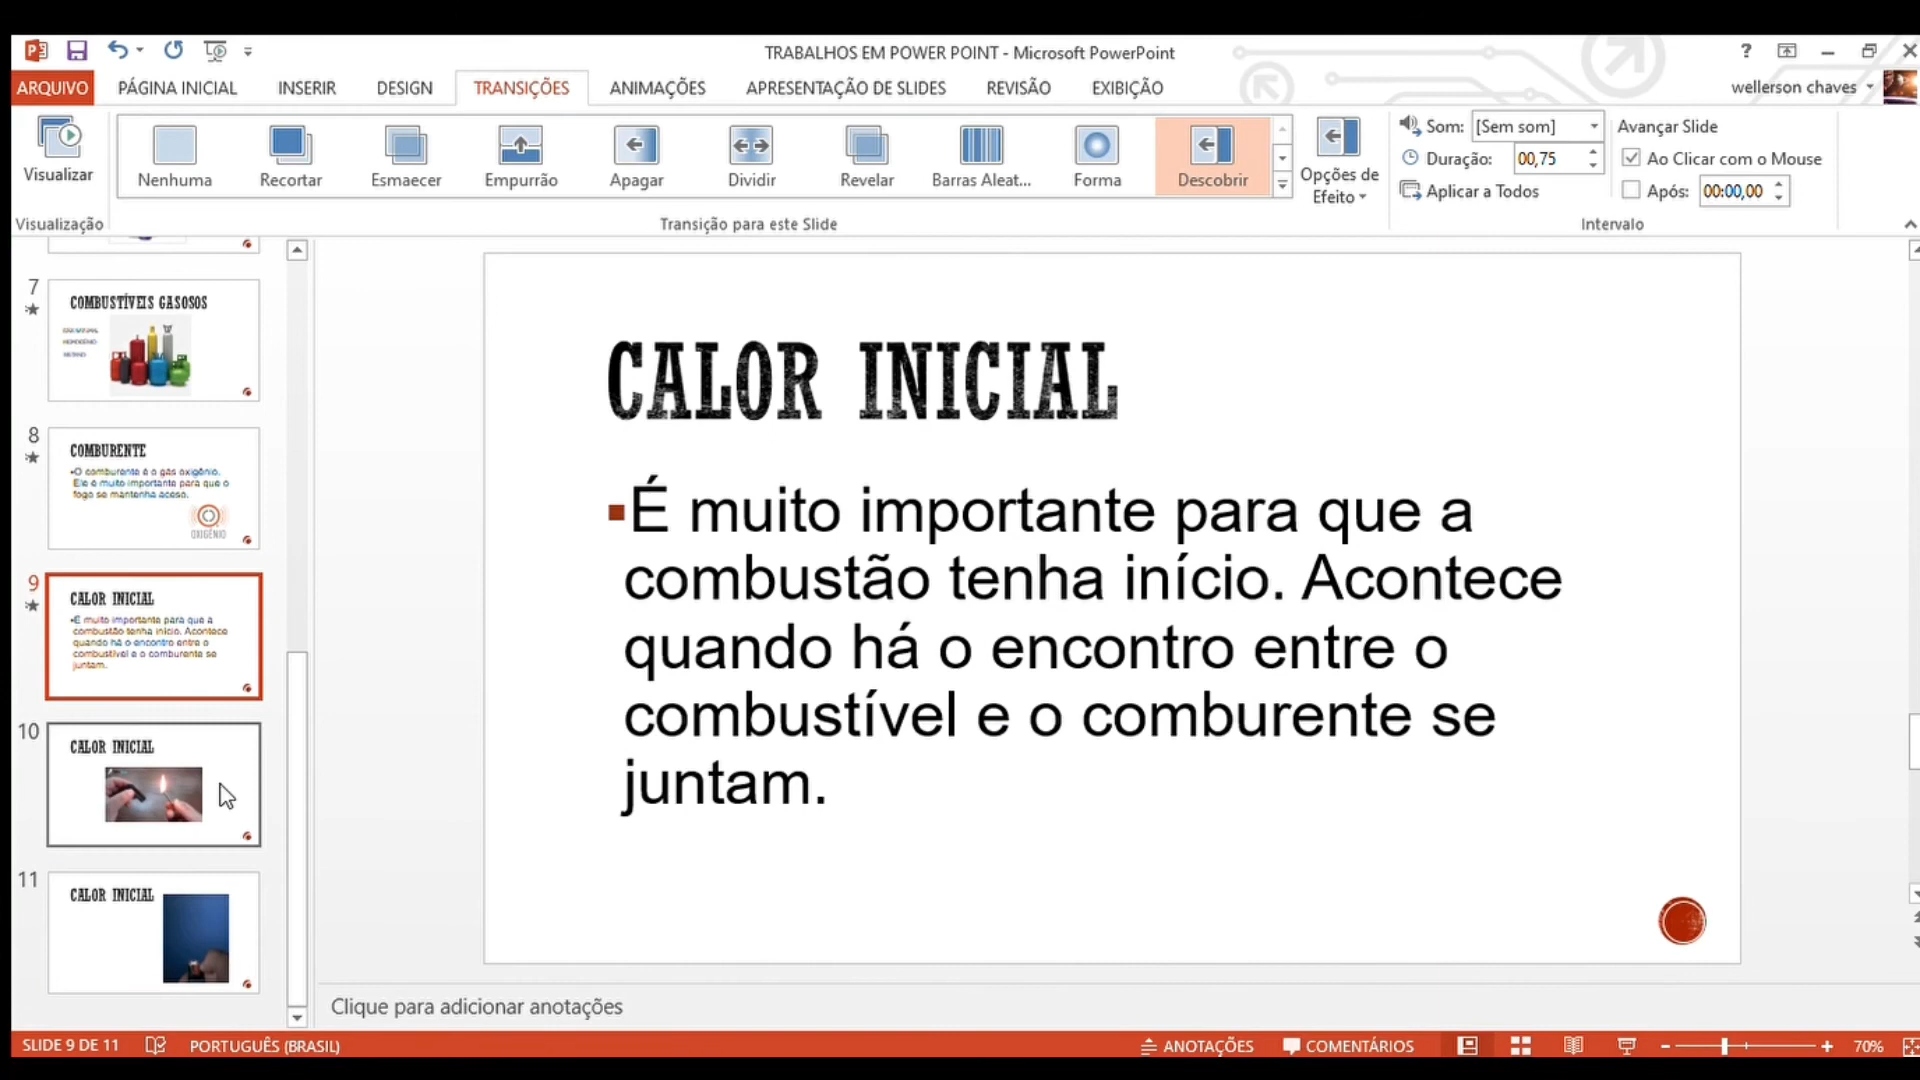 TRABALHOS EM POWER POINT - Microsoft PowerPoint
?
ARQUIVO PÁGINA INICIAL INSERIR DESIGN TRANSIÇÕES ANIMAÇÕES APRESENTAÇÃO DE SLIDES REVISÃO EXIBIÇÃO wellerson chaves
Visualizar
Nenhuma Recortar Esmaecer Empurrão Apagar Dividir Revelar Barras Aleat... Forma Descobrir
Opções de
Efeito
Som: [Sem som] Avançar Slide
Duração: 00,75 Ao Clicar com o Mouse
Aplicar a Todos Após: 00:00,00
Visualização Transição para este Slide Intervalo
7
COMBUSTÍVEIS GASOSOS
8
COMBURENTE
•O comburente é o gás oxigênio.
Ele é muito importante para que o
fogo se mantenha aceso.
OXIGÊNIO
9
CALOR INICIAL
•É muito importante para que a
combustão tenha início. Acontece
quando há o encontro entre o
combustível e o comburente se
juntam.
10
CALOR INICIAL
11
CALOR INICIAL
CALOR INICIAL
▪É muito importante para que a
combustão tenha início. Acontece
quando há o encontro entre o
combustível e o comburente se
juntam.
Clique para adicionar anotações
SLIDE 9 DE 11 PORTUGUÊS (BRASIL) ANOTAÇÕES COMENTÁRIOS 70%